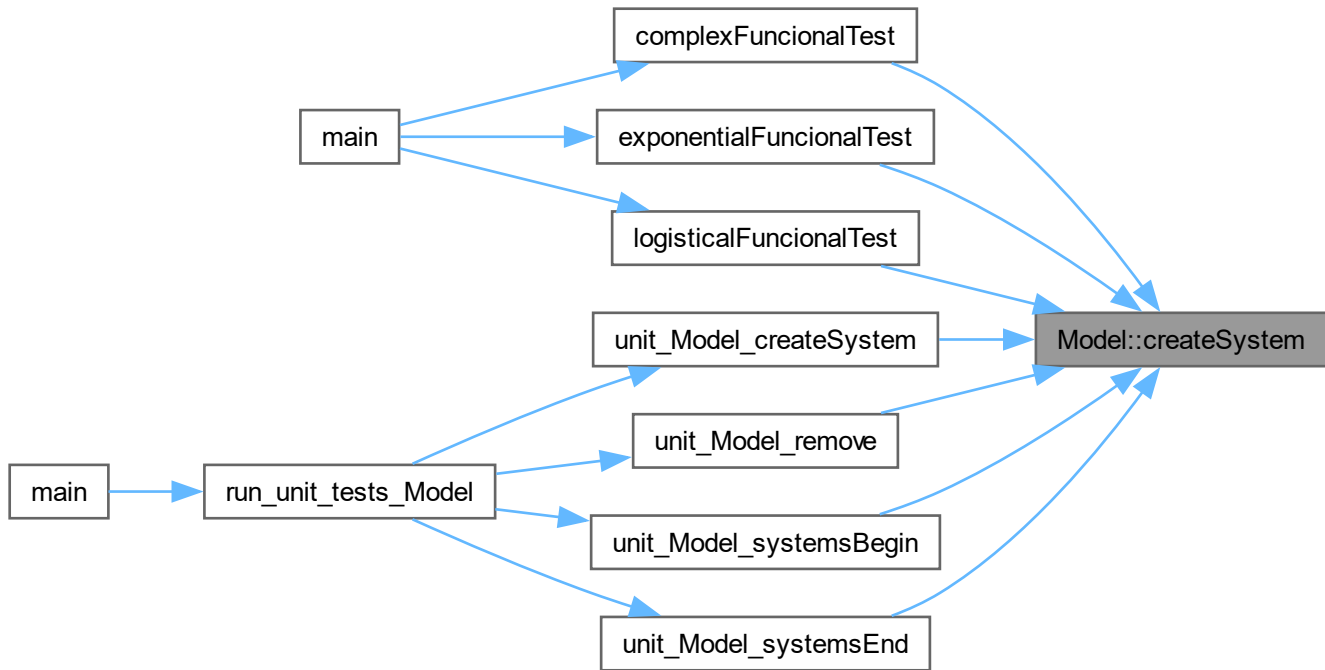 complexFuncionalTest
main
exponentialFuncionalTest
logisticalFuncionalTest
unit_Model_createSystem
Model::createSystem
unit_Model_remove
main
run_unit_tests_Model
unit_Model_systemsBegin
unit_Model_systemsEnd